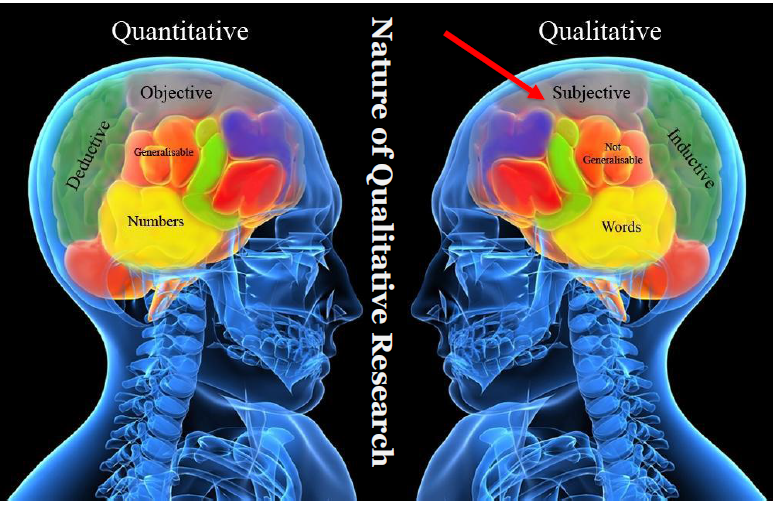 Quantitative
Objective
Deductive
Generalisable
Numbers
Nature of Qualitative Research
Qualitative
Subjective
Inductive
Not
Generalisable
Words